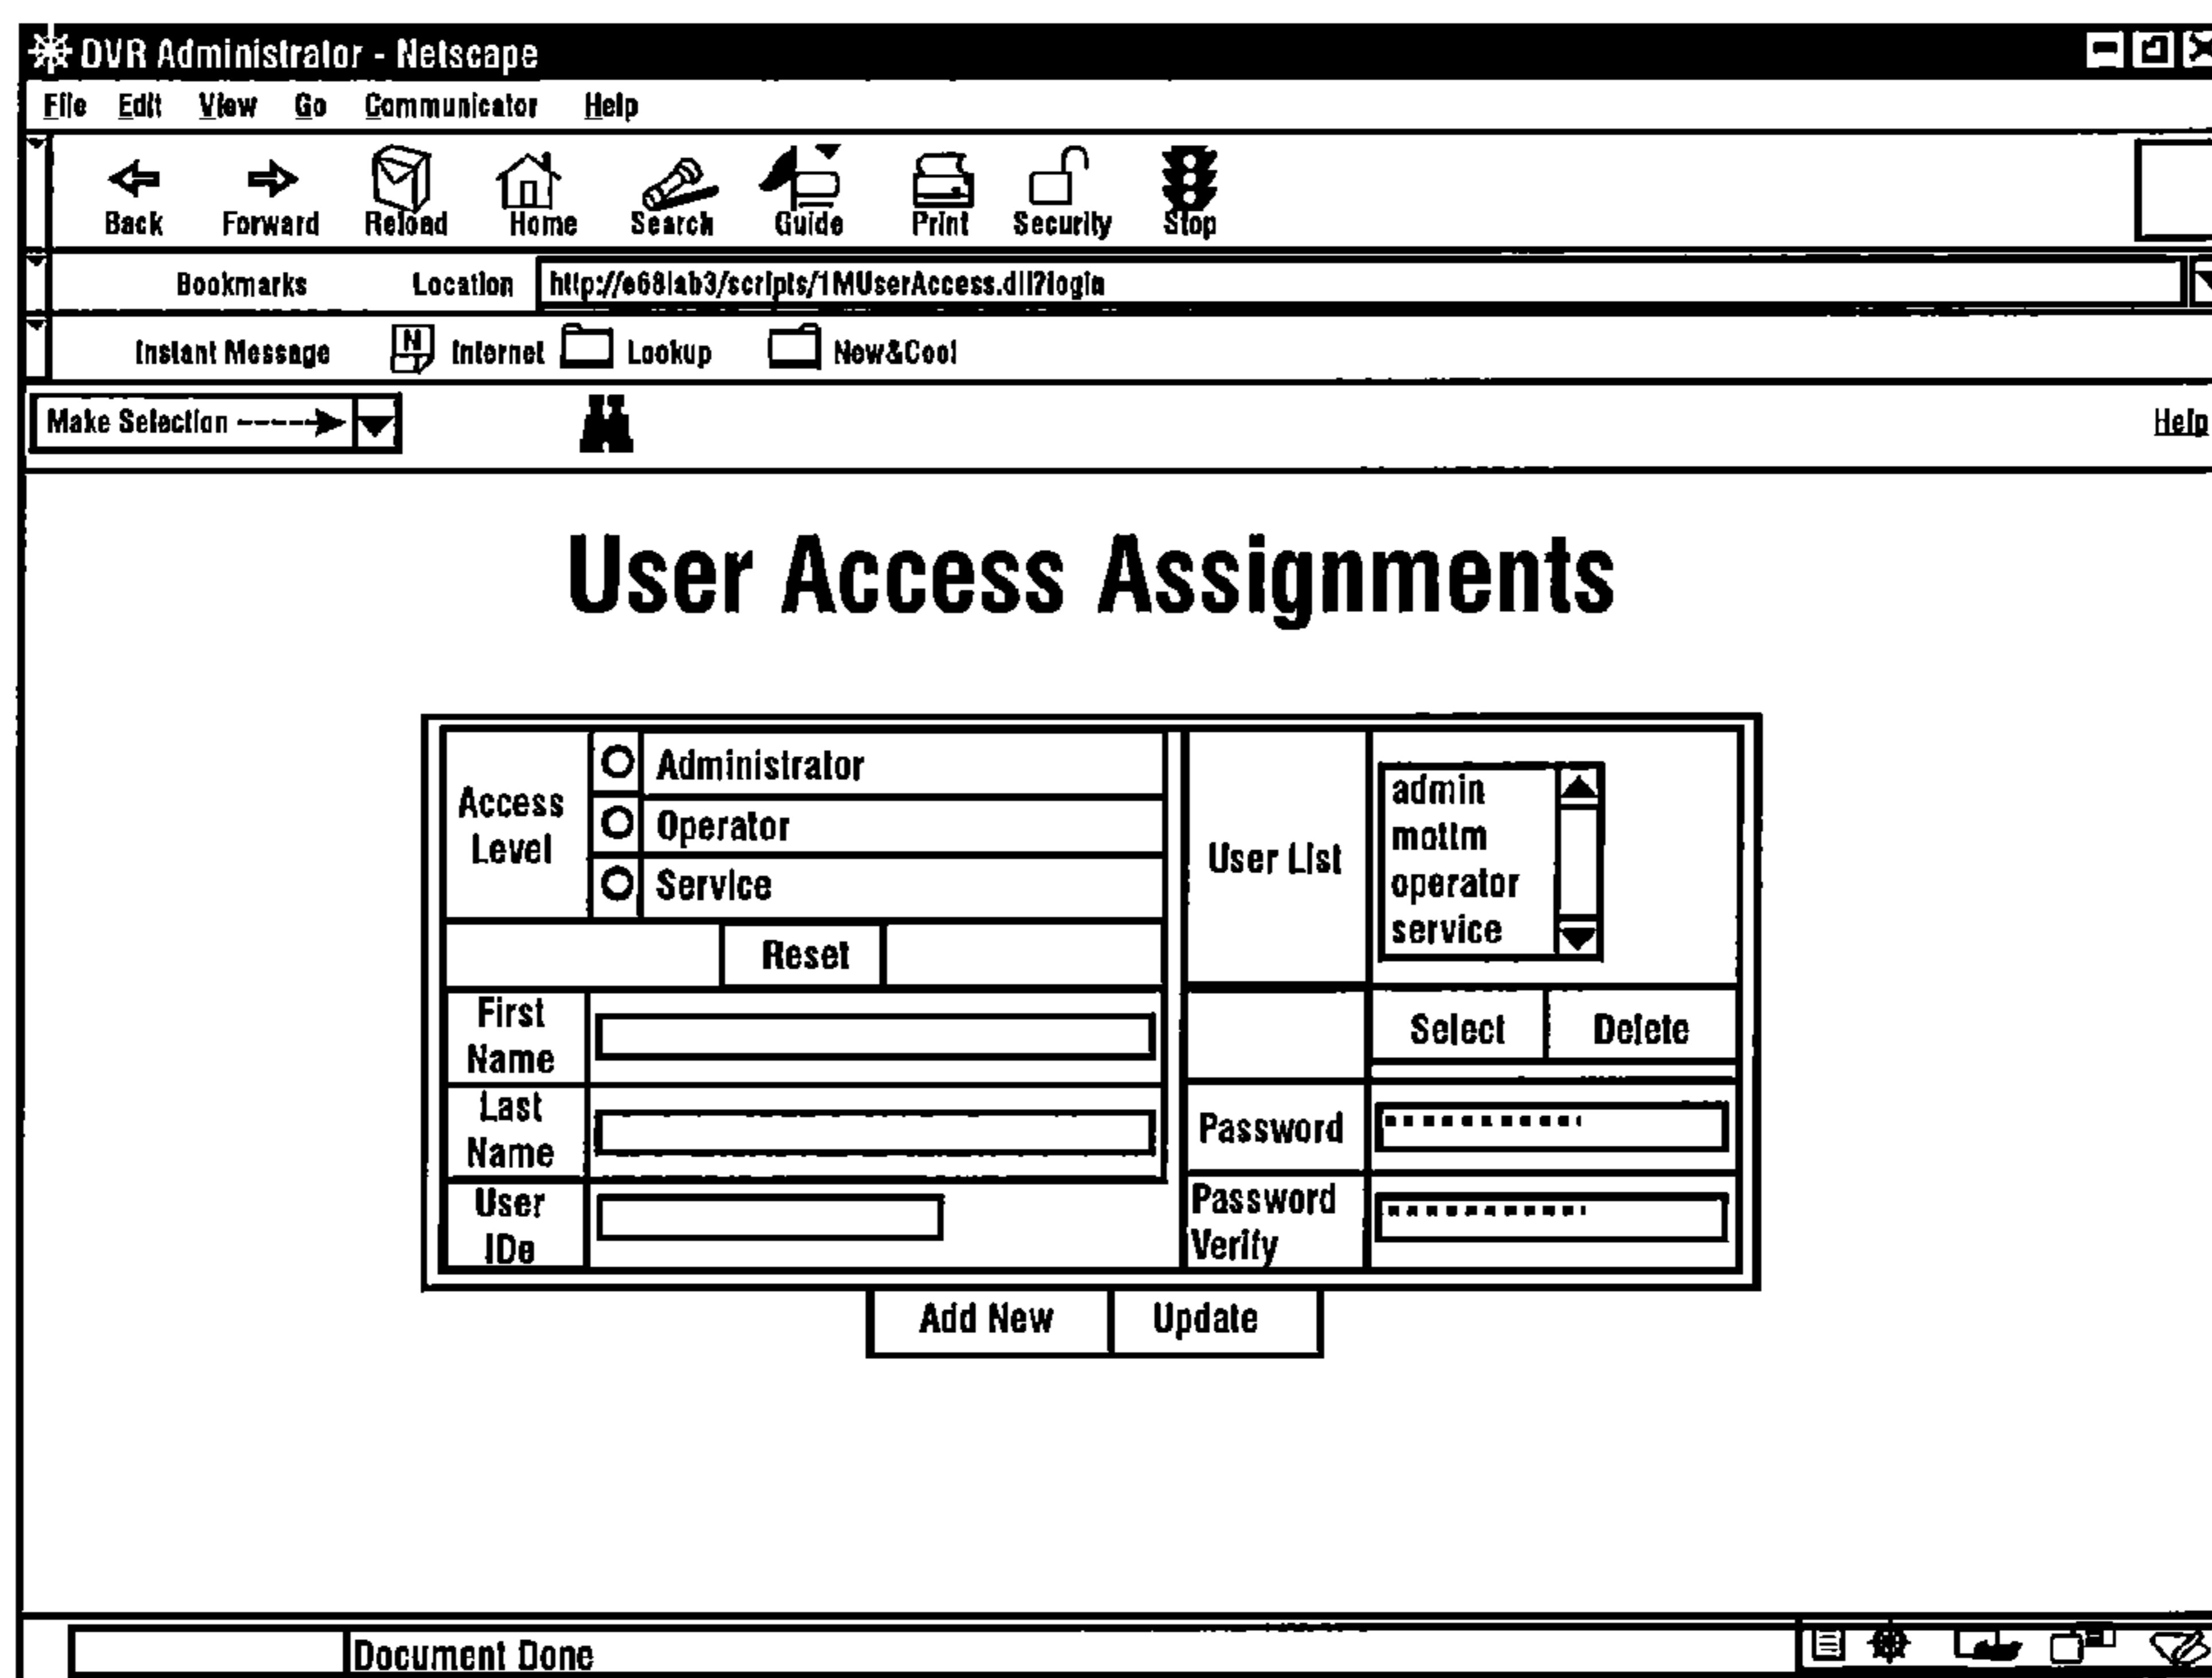 DVR Administrator - Netscape
File Edit View Go Communicator Help
Back Forward Reload Home Search Guide Print Security Stop
Bookmarks Location http://e68lab3/scripts/1MUserAccess.dll?login
Instant Message N Internet Lookup New&Cool
Make Selection ----->
Help
User Access Assignments
Access Level
Administrator
Operator
Service
Reset
First Name
Last Name
User IDe
User List
admin
mottm
operator
service
Select Delete
Password
Password Verify
Add New Update
Document Done